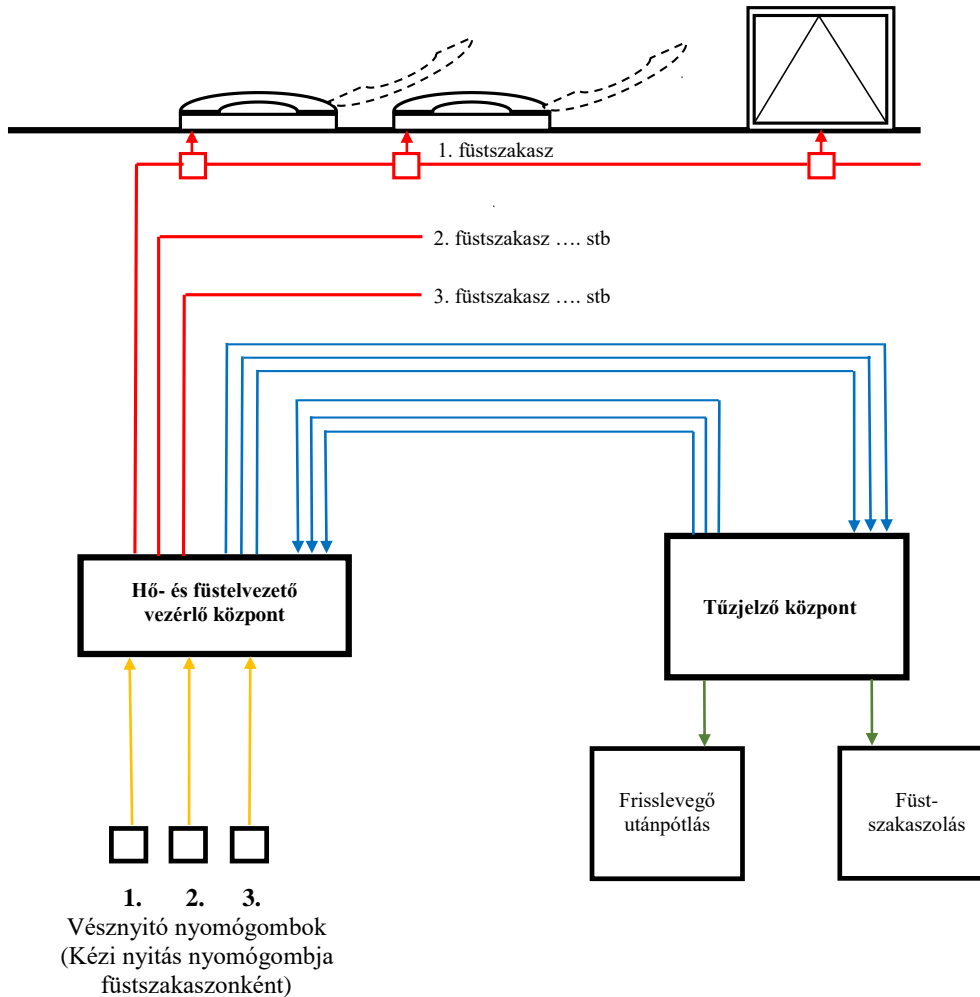 1. füstszakasz
2. füstszakasz …. stb
3. füstszakasz …. stb
Hő- és füstelvezető
vezérlő központ
Tűzjelző központ
Frisslevegő
utánpótlás
Füst-
szakaszolás
1. 2. 3.
Vésznyitó nyomógombok
(Kézi nyitás nyomógombja
füstszakaszonként)